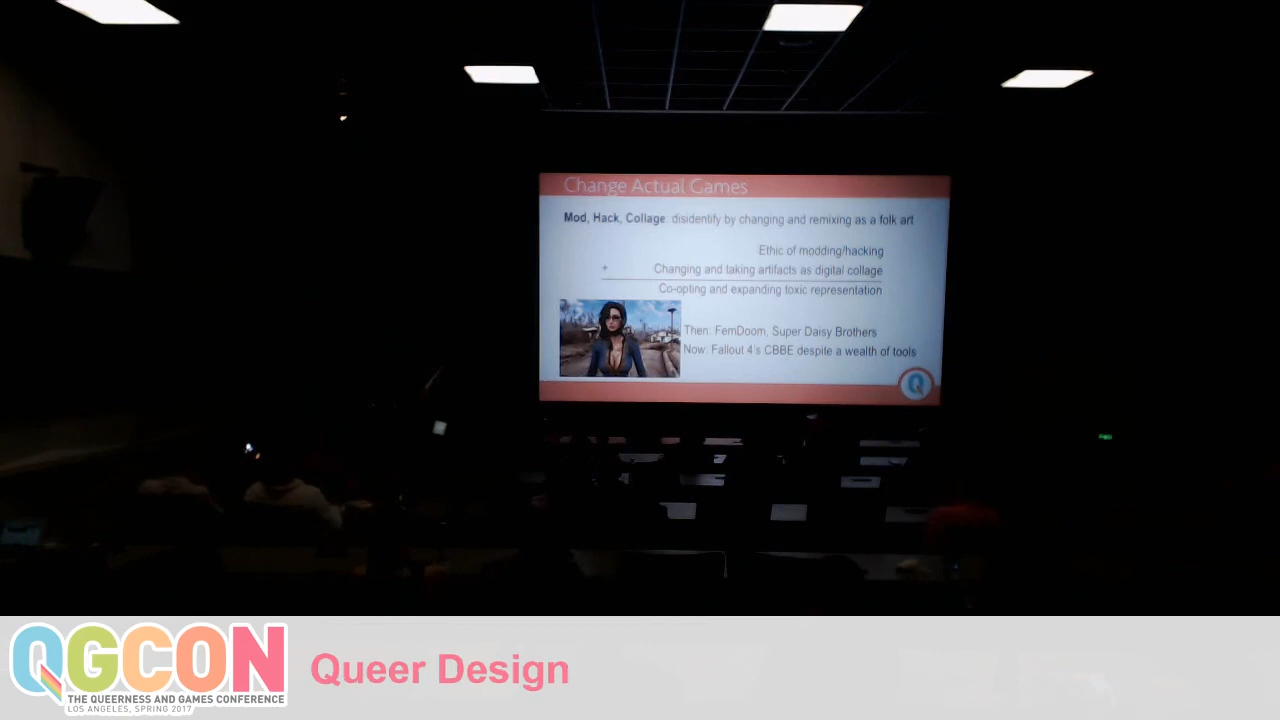 Change Actual Games
Mod, Hack, Collage: disidentify by changing and remixing as a folk art
Ethic of modding/hacking
+ Changing and taking artifacts as digital collage
Co-opting and expanding toxic representation
Then: FemDoom, Super Daisy Brothers
Now: Fallout 4's CBBE despite a wealth of tools
Q
QGCON
THE QUEERNESS AND GAMES CONFERENCE
LOS ANGELES, SPRING 2017
Queer Design